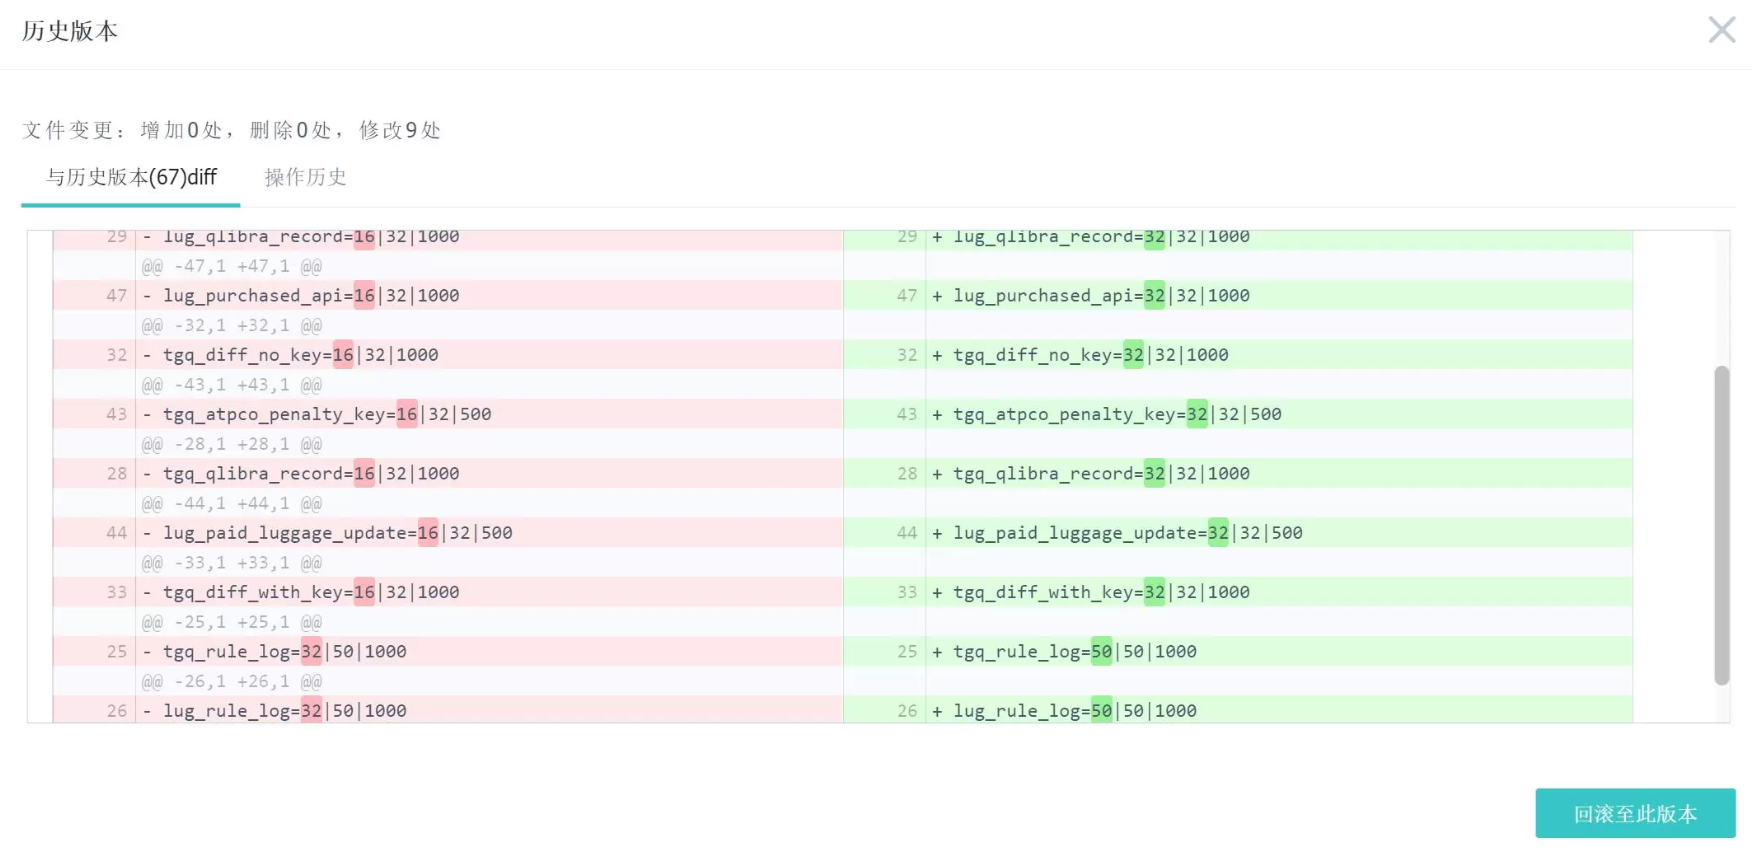 历史版本
文件变更：增加0处，删除0处，修改9处
与历史版本(67)diff 操作历史
29 - lug_qlibra_record=16|32|1000 29 + lug_qlibra_record=32|32|1000
@@ -47,1 +47,1 @@
47 - lug_purchased_api=16|32|1000 47 + lug_purchased_api=32|32|1000
@@ -32,1 +32,1 @@
32 - tgq_diff_no_key=16|32|1000 32 + tgq_diff_no_key=32|32|1000
@@ -43,1 +43,1 @@
43 - tgq_atpco_penalty_key=16|32|500 43 + tgq_atpco_penalty_key=32|32|500
@@ -28,1 +28,1 @@
28 - tgq_qlibra_record=16|32|1000 28 + tgq_qlibra_record=32|32|1000
@@ -44,1 +44,1 @@
44 - lug_paid_luggage_update=16|32|500 44 + lug_paid_luggage_update=32|32|500
@@ -33,1 +33,1 @@
33 - tgq_diff_with_key=16|32|1000 33 + tgq_diff_with_key=32|32|1000
@@ -25,1 +25,1 @@
25 - tgq_rule_log=32|50|1000 25 + tgq_rule_log=50|50|1000
@@ -26,1 +26,1 @@
26 - lug_rule_log=32|50|1000 26 + lug_rule_log=50|50|1000
回滚至此版本